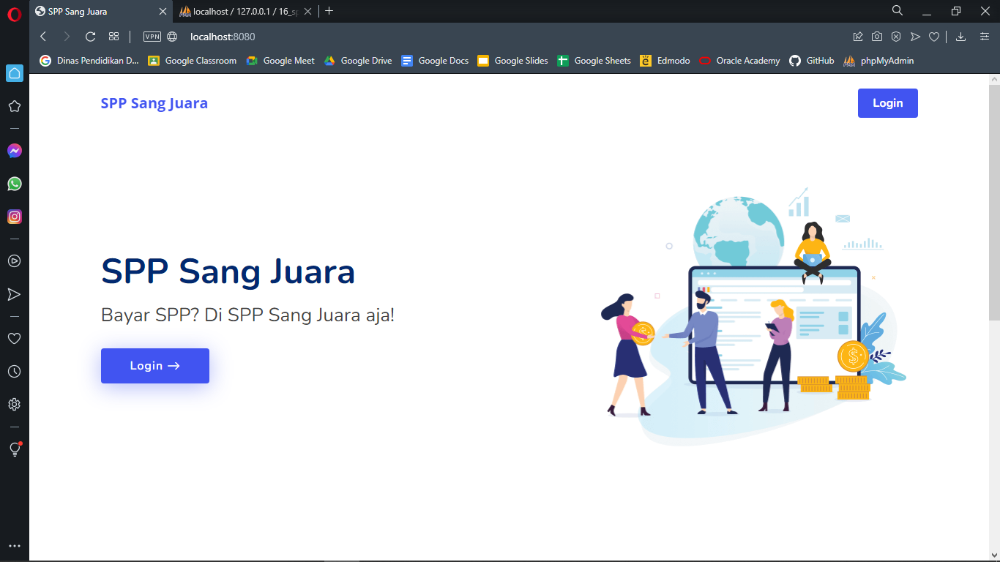 SPP Sang Juara
localhost / 127.0.0.1 / 16_s
VPN
localhost:8080
Dinas Pendidikan D... Google Classroom Google Meet Google Drive Google Docs Google Slides Google Sheets Edmodo Oracle Academy GitHub phpMyAdmin
SPP Sang Juara
Login
SPP Sang Juara
Bayar SPP? Di SPP Sang Juara aja!
Login →